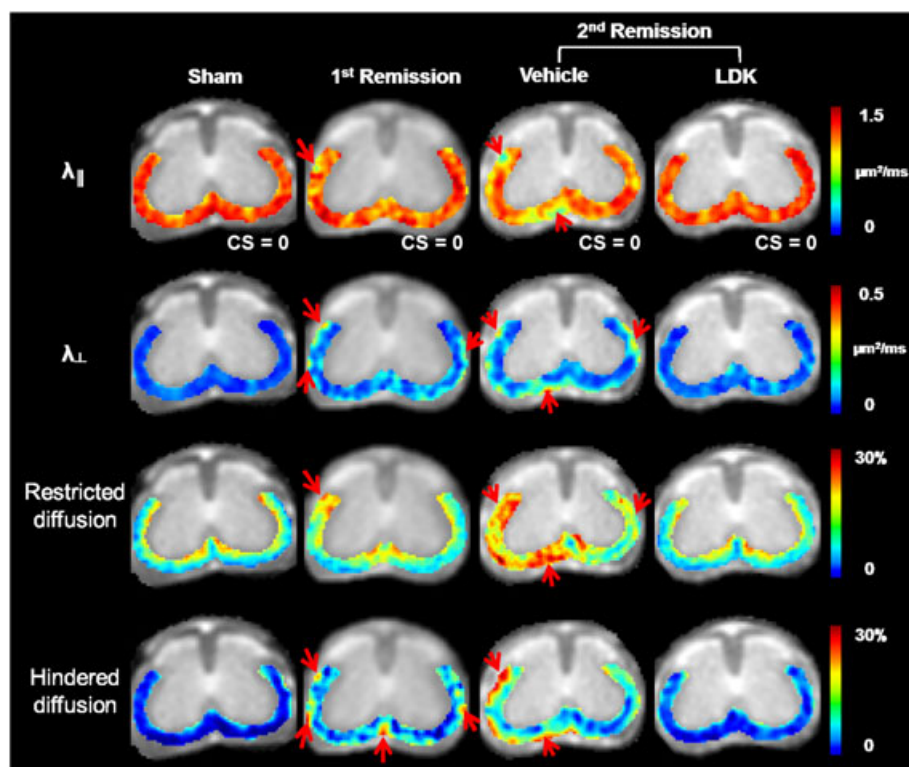 2nd Remission
Sham
1st Remission
Vehicle
LDK
λ∥
1.5
µm²/ms
0
CS = 0
CS = 0
CS = 0
CS = 0
λ⊥
0.5
µm²/ms
0
Restricted
diffusion
30%
0
Hindered
diffusion
30%
0